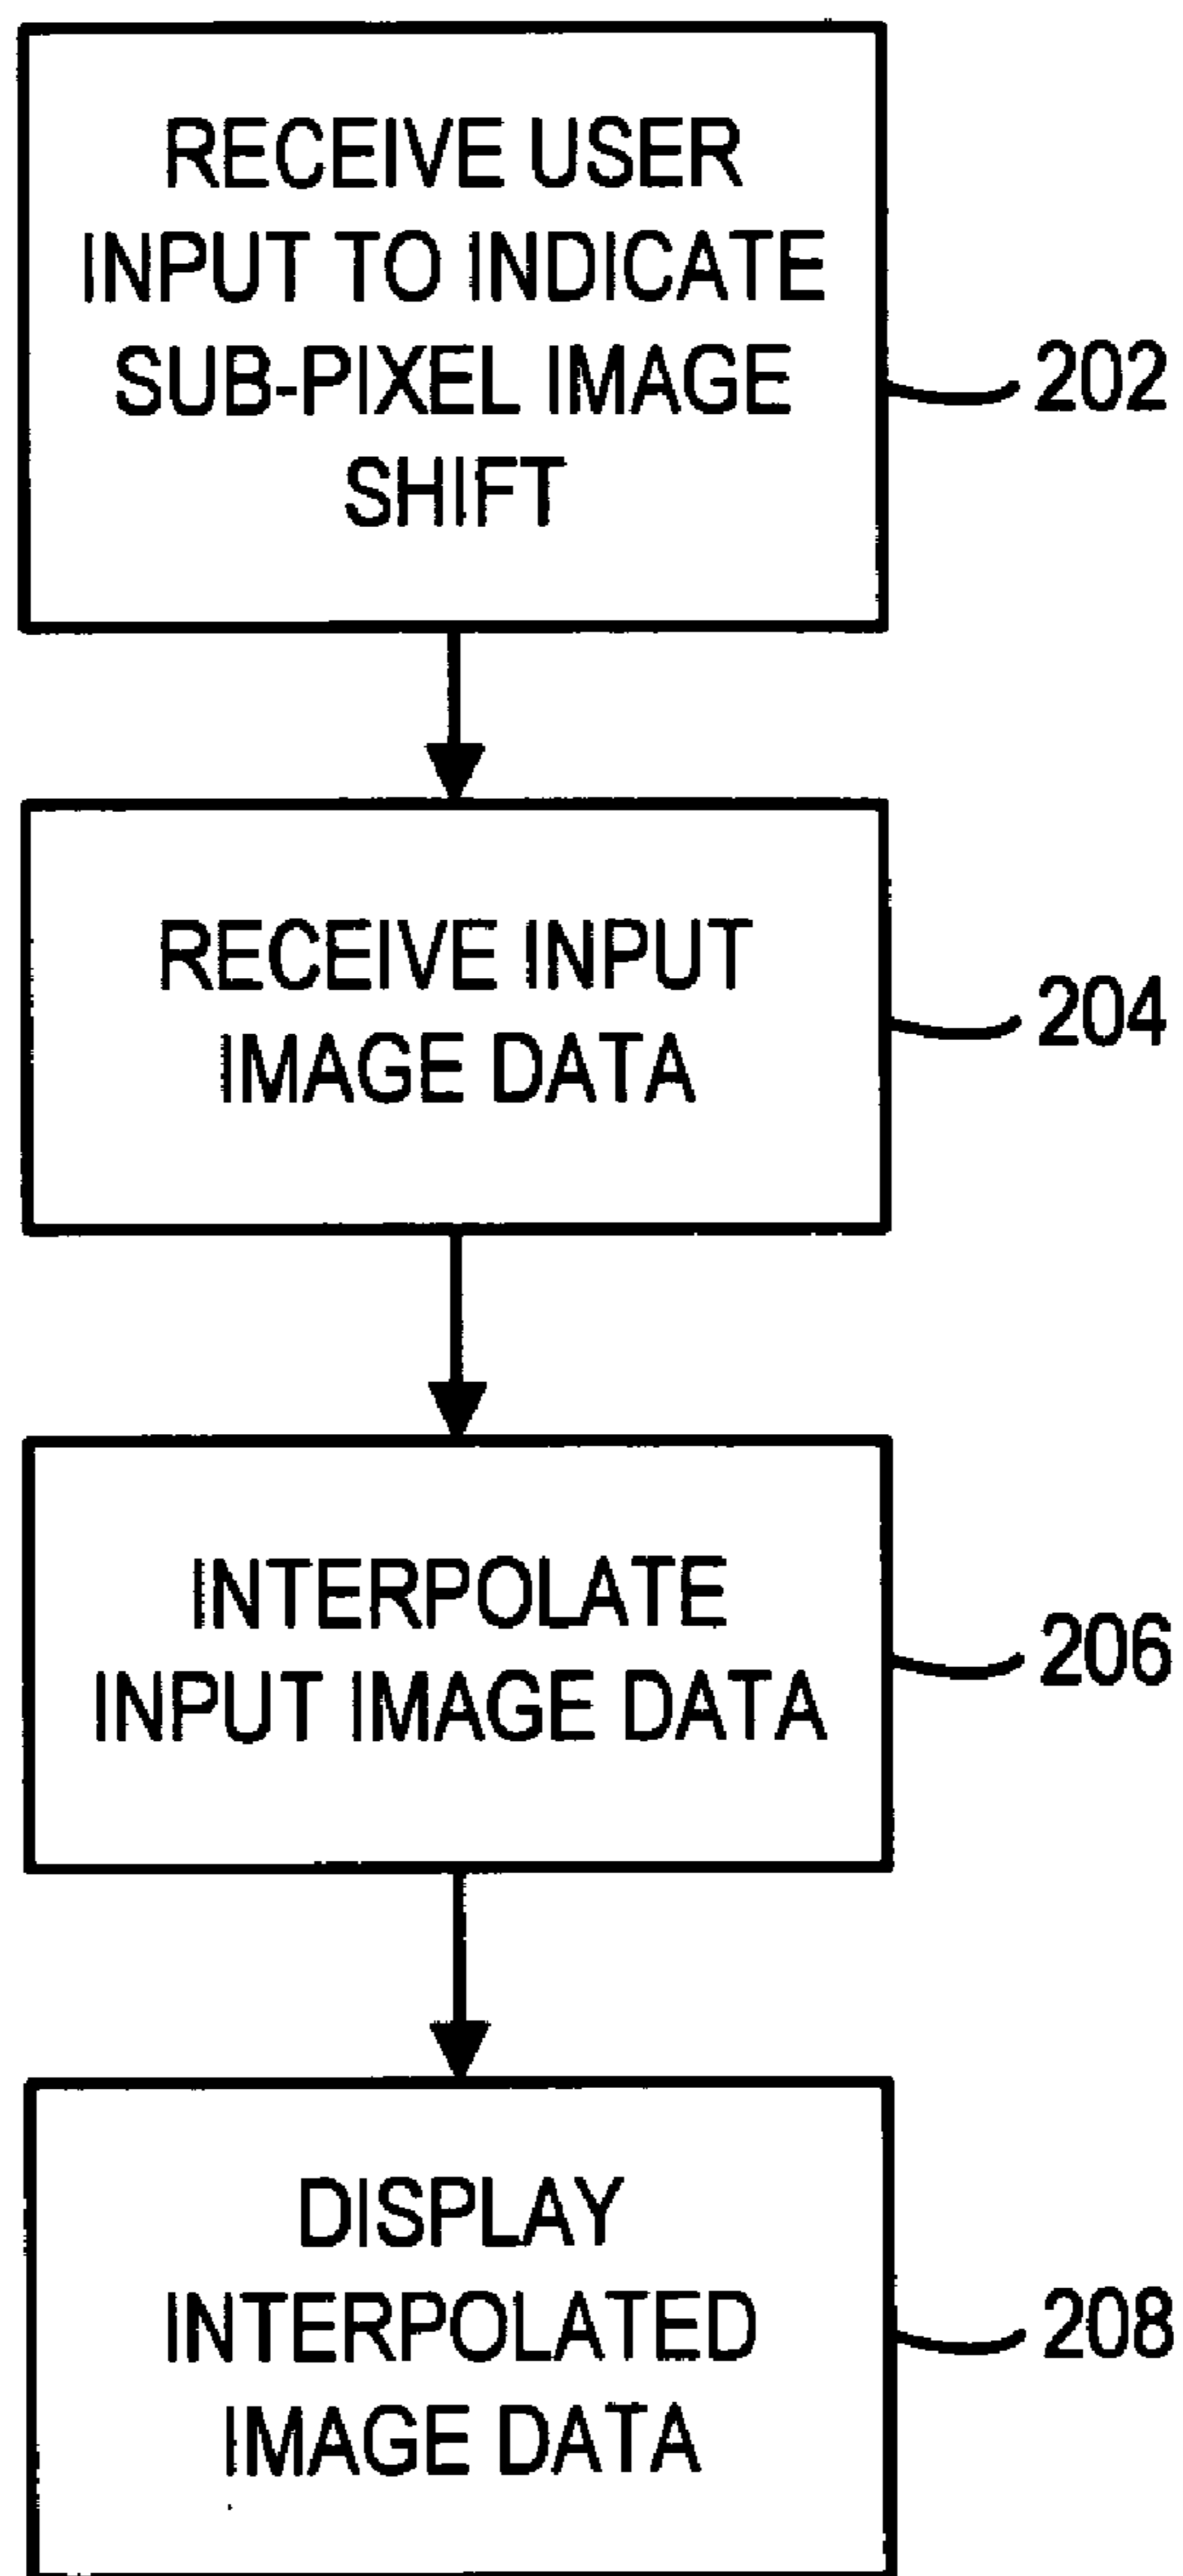 RECEIVE USER
INPUT TO INDICATE
SUB-PIXEL IMAGE
SHIFT
202
RECEIVE INPUT
IMAGE DATA
204
INTERPOLATE
INPUT IMAGE DATA
206
DISPLAY
INTERPOLATED
IMAGE DATA
208